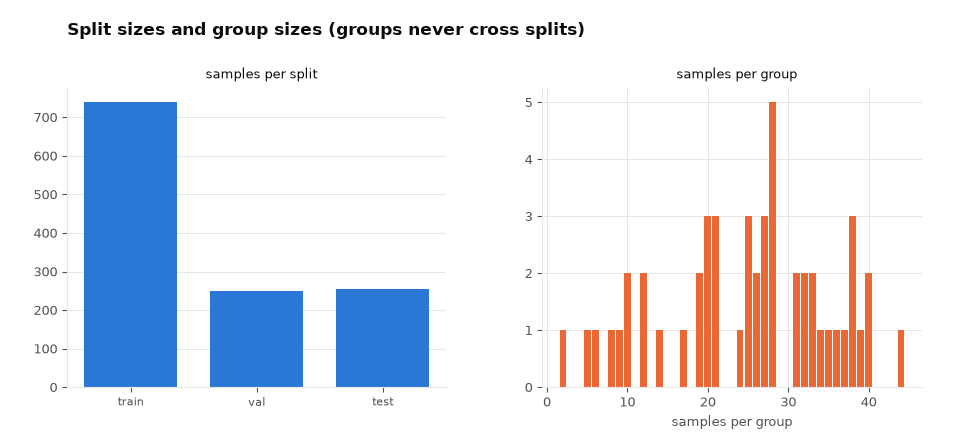 Split sizes and group sizes (groups never cross splits)
samples per split
700
600
500
400
300
200
100
0
train val test
samples per group
5
4
3
2
1
0
0 10 20 30 40
samples per group